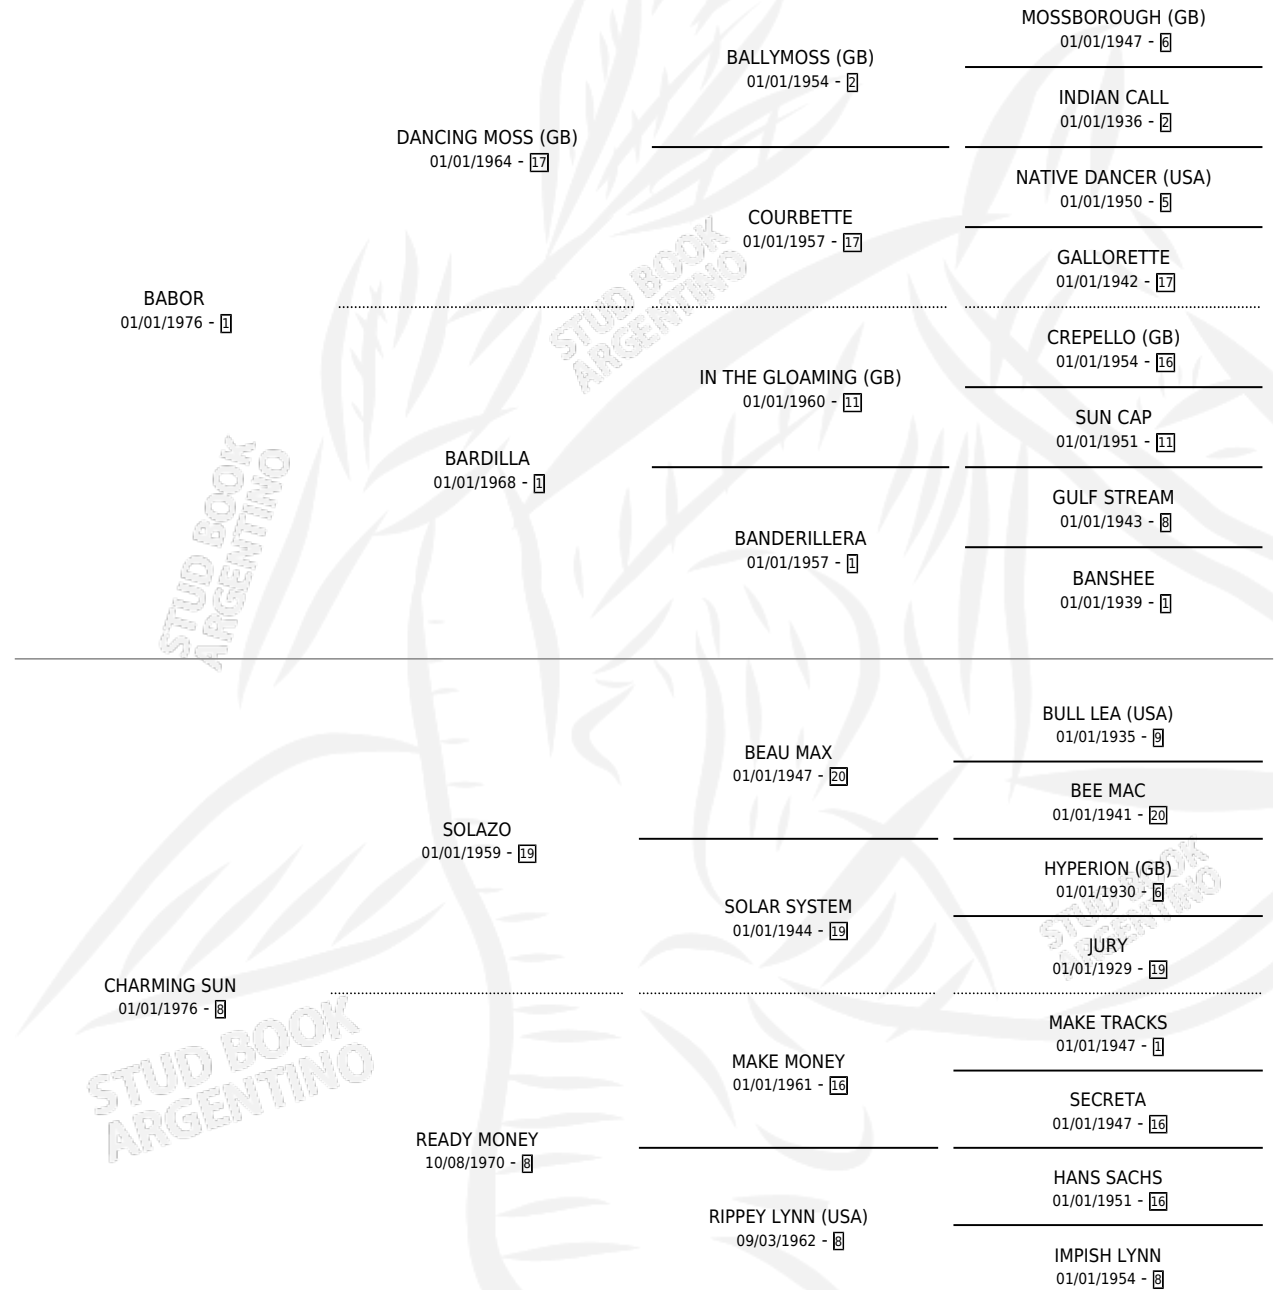 MOSSBOROUGH (GB)
01/01/1947 - 6
BALLYMOSS (GB)
01/01/1954 - 2
INDIAN CALL
01/01/1936 - 2
DANCING MOSS (GB)
01/01/1964 - 17
NATIVE DANCER (USA)
01/01/1950 - 5
COURBETTE
01/01/1957 - 17
GALLORETTE
01/01/1942 - 17
BABOR
01/01/1976 - 1
CREPELLO (GB)
01/01/1954 - 16
IN THE GLOAMING (GB)
01/01/1960 - 11
SUN CAP
01/01/1951 - 11
BARDILLA
01/01/1968 - 1
GULF STREAM
01/01/1943 - 8
BANDERILLERA
01/01/1957 - 1
BANSHEE
01/01/1939 - 1
STUD BOOK
ARGENTINO
STUD BOOK
ARGENTINO
BULL LEA (USA)
01/01/1935 - 9
BEAU MAX
01/01/1947 - 20
BEE MAC
01/01/1941 - 20
SOLAZO
01/01/1959 - 19
HYPERION (GB)
01/01/1930 - 6
SOLAR SYSTEM
01/01/1944 - 19
JURY
01/01/1929 - 19
STUD BOOK
ARGENTINO
CHARMING SUN
01/01/1976 - 8
MAKE TRACKS
01/01/1947 - 1
MAKE MONEY
01/01/1961 - 16
SECRETA
01/01/1947 - 16
READY MONEY
10/08/1970 - 8
HANS SACHS
01/01/1951 - 16
RIPPEY LYNN (USA)
09/03/1962 - 8
IMPISH LYNN
01/01/1954 - 8
STUD BOOK
ARGENTINO